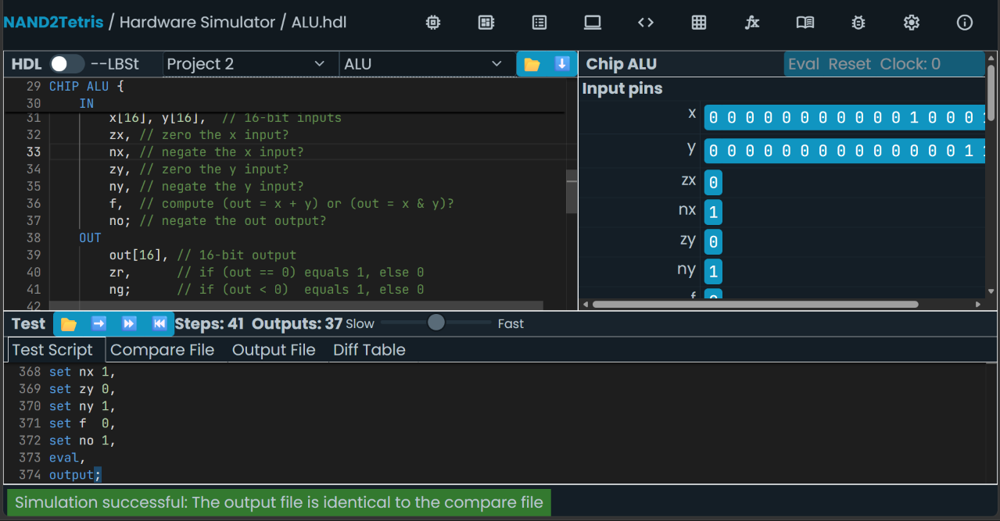 NAND2Tetris / Hardware Simulator / ALU.hdl
HDL --LBSt Project 2 ALU
29 CHIP ALU {
30 IN
31 x[16], y[16], // 16-bit inputs
32 zx, // zero the x input?
33 nx, // negate the x input?
34 zy, // zero the y input?
35 ny, // negate the y input?
36 f, // compute (out = x + y) or (out = x & y)?
37 no; // negate the out output?
38 OUT
39 out[16], // 16-bit output
40 zr, // if (out == 0) equals 1, else 0
41 ng; // if (out < 0) equals 1, else 0
42
Chip ALU Eval Reset Clock: 0
Input pins
x 0 0 0 0 0 0 0 0 0 0 0 1 0 0 0
y 0 0 0 0 0 0 0 0 0 0 0 0 0 0 1
zx 0
nx 1
zy 0
ny 1
f 0
Test Steps: 41 Outputs: 37 Slow Fast
Test Script Compare File Output File Diff Table
368 set nx 1,
369 set zy 0,
370 set ny 1,
371 set f 0,
372 set no 1,
373 eval,
374 output;
Simulation successful: The output file is identical to the compare file